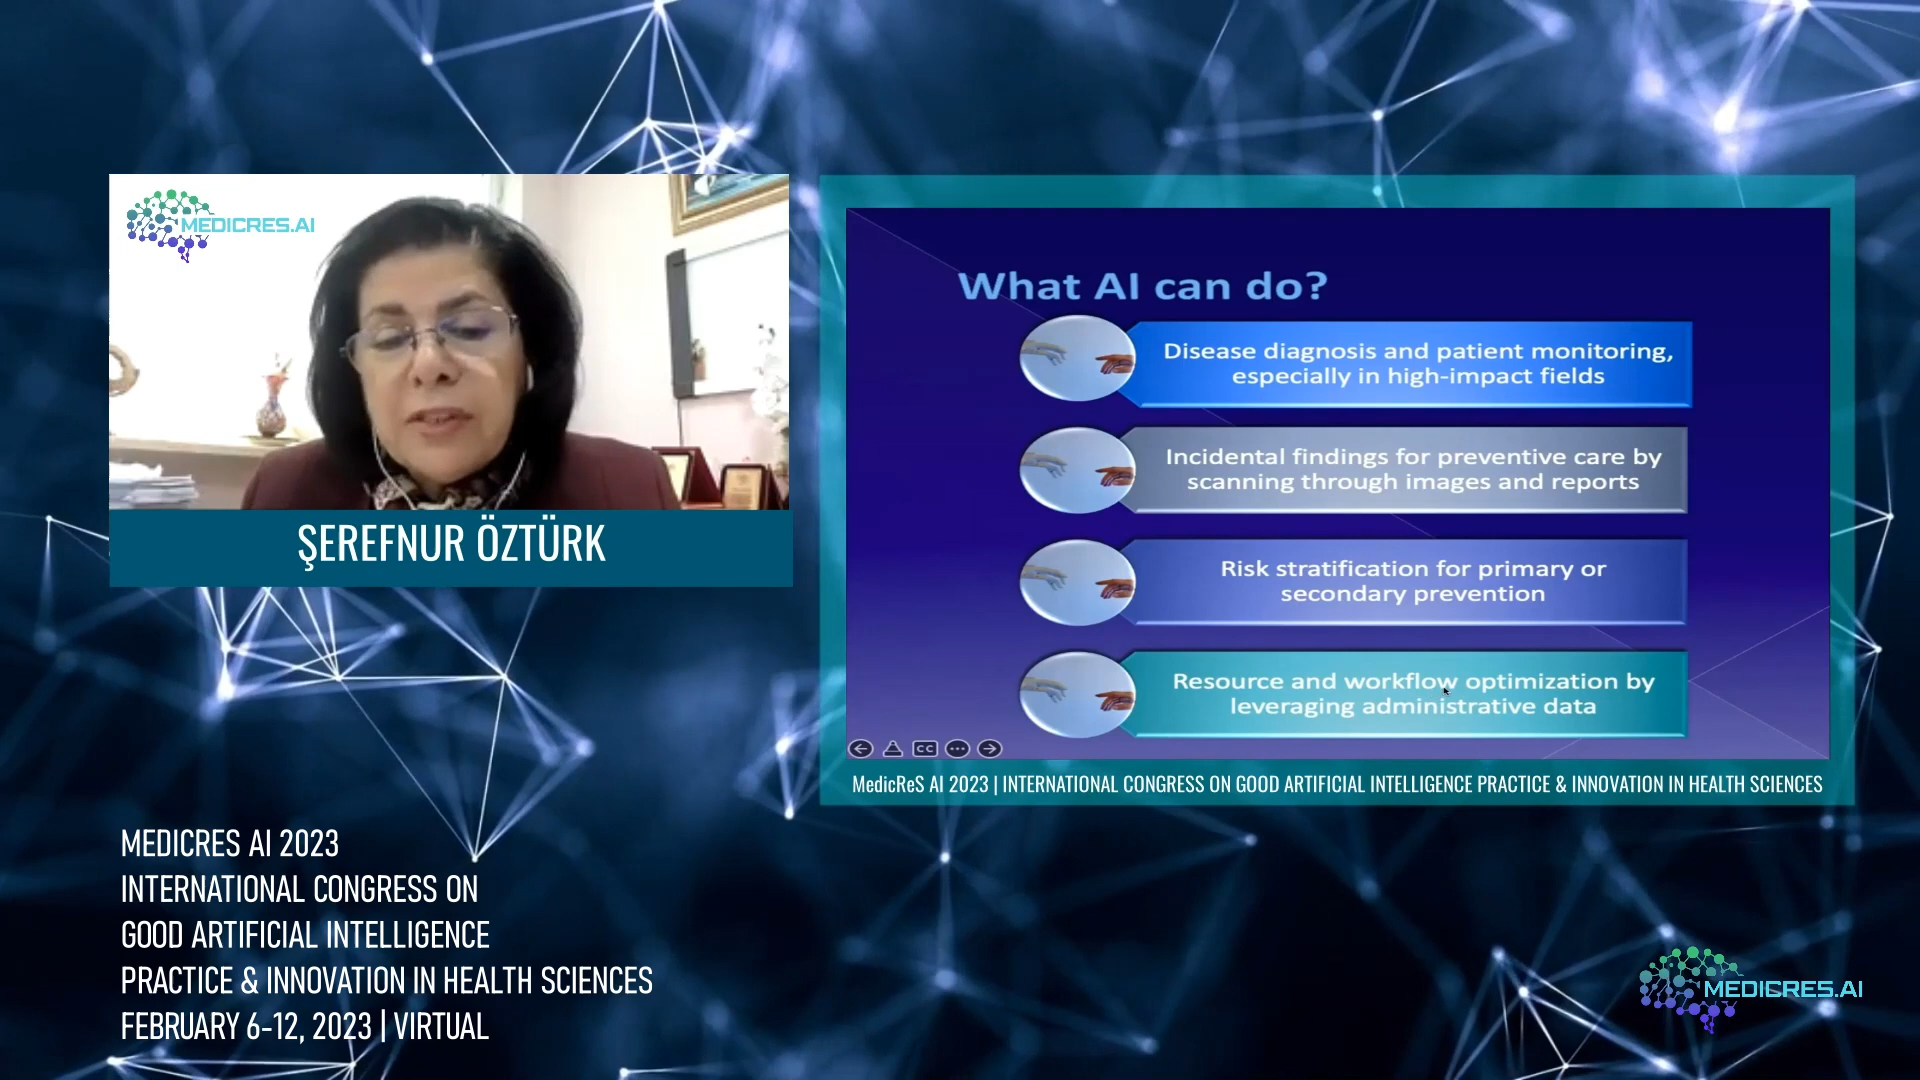 MEDICRES.AI
ŞEREFNUR ÖZTÜRK
What AI can do?
Disease diagnosis and patient monitoring,
especially in high-impact fields
Incidental findings for preventive care by
scanning through images and reports
Risk stratification for primary or
secondary prevention
Resource and workflow optimization by
leveraging administrative data
CC
MedicReS AI 2023 | INTERNATIONAL CONGRESS ON GOOD ARTIFICIAL INTELLIGENCE PRACTICE & INNOVATION IN HEALTH SCIENCES
MEDICRES AI 2023
INTERNATIONAL CONGRESS ON
GOOD ARTIFICIAL INTELLIGENCE
PRACTICE & INNOVATION IN HEALTH SCIENCES
FEBRUARY 6-12, 2023 | VIRTUAL
MEDICRES.AI